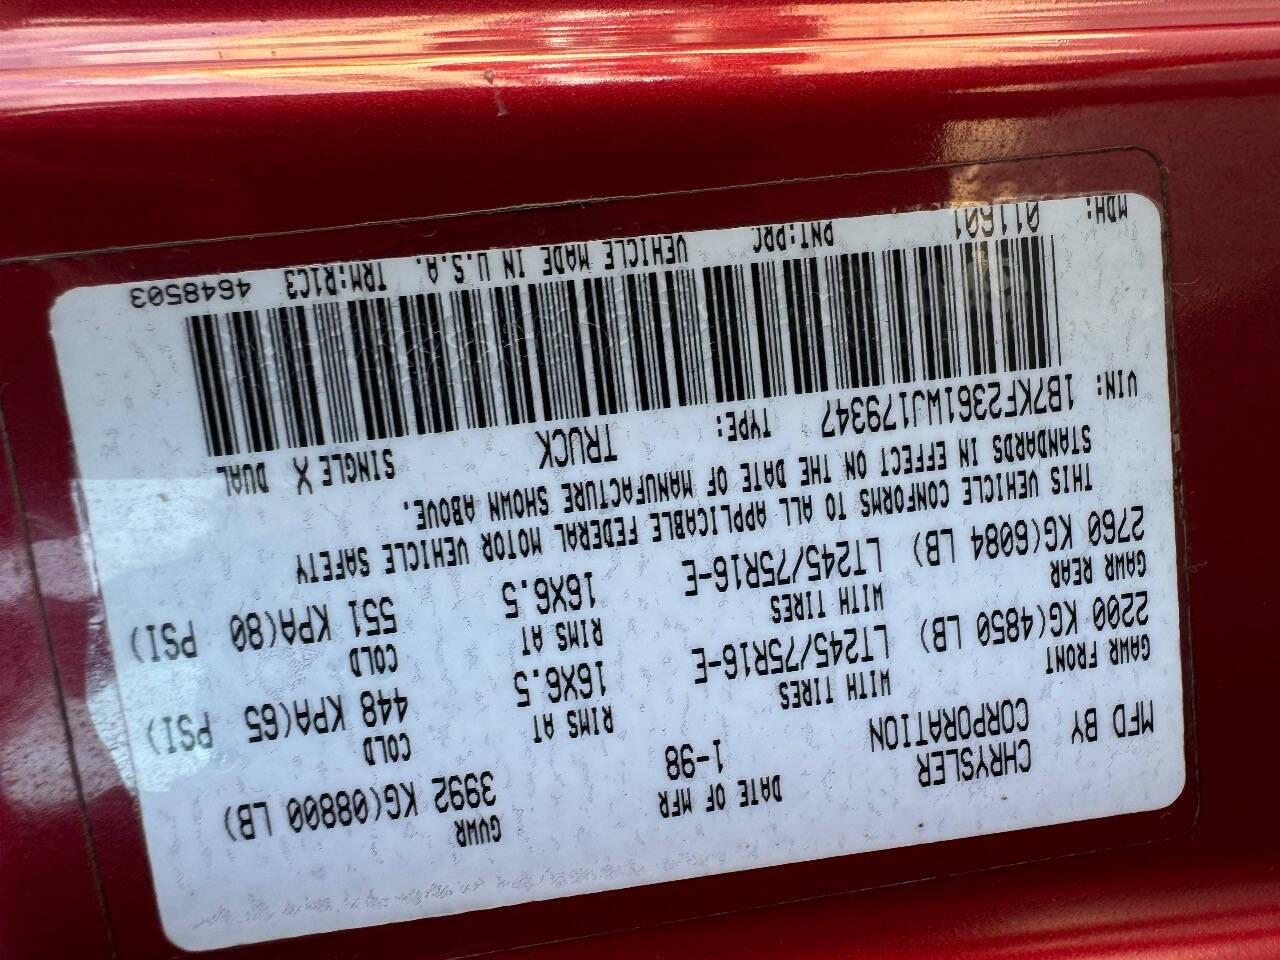 MFD BY CHRYSLER CORPORATION DATE OF MFR 1-98 GVWR 3992 KG(08800 LB)
GAWR FRONT WITH TIRES RIMS AT COLD
2200 KG(4850 LB) LT245/75R16-E 16X6.5 448 KPA(65 PSI)
GAWR REAR WITH TIRES RIMS AT COLD
2760 KG(6084 LB) LT245/75R16-E 16X6.5 551 KPA(80 PSI)
THIS VEHICLE CONFORMS TO ALL APPLICABLE FEDERAL MOTOR VEHICLE SAFETY
STANDARDS IN EFFECT ON THE DATE OF MANUFACTURE SHOWN ABOVE.
VIN: 1B7KF2361WJ179347 TYPE: TRUCK SINGLE X DUAL
MDH: 011601 PNT:PRC VEHICLE MADE IN U.S.A. TRM:R1C3 4648503